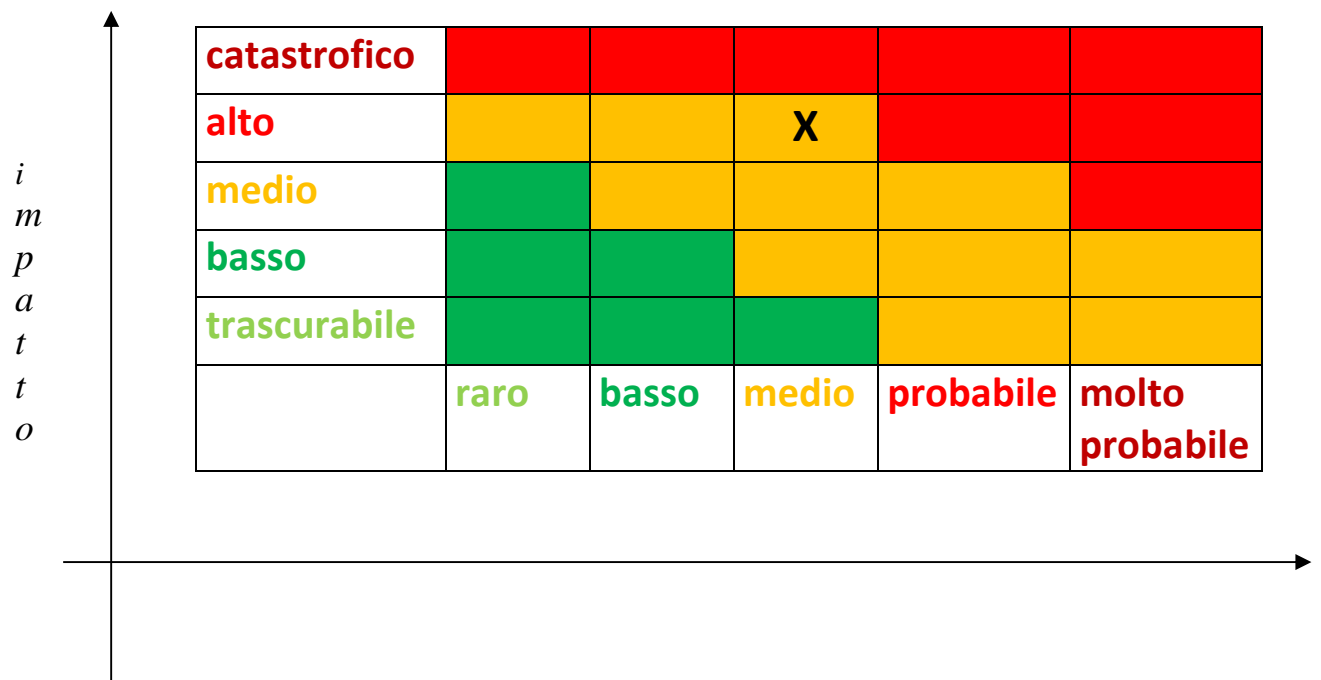 catastrofico
alto X
medio
basso
trascurabile
raro basso medio probabile molto
probabile
i
m
p
a
t
t
o